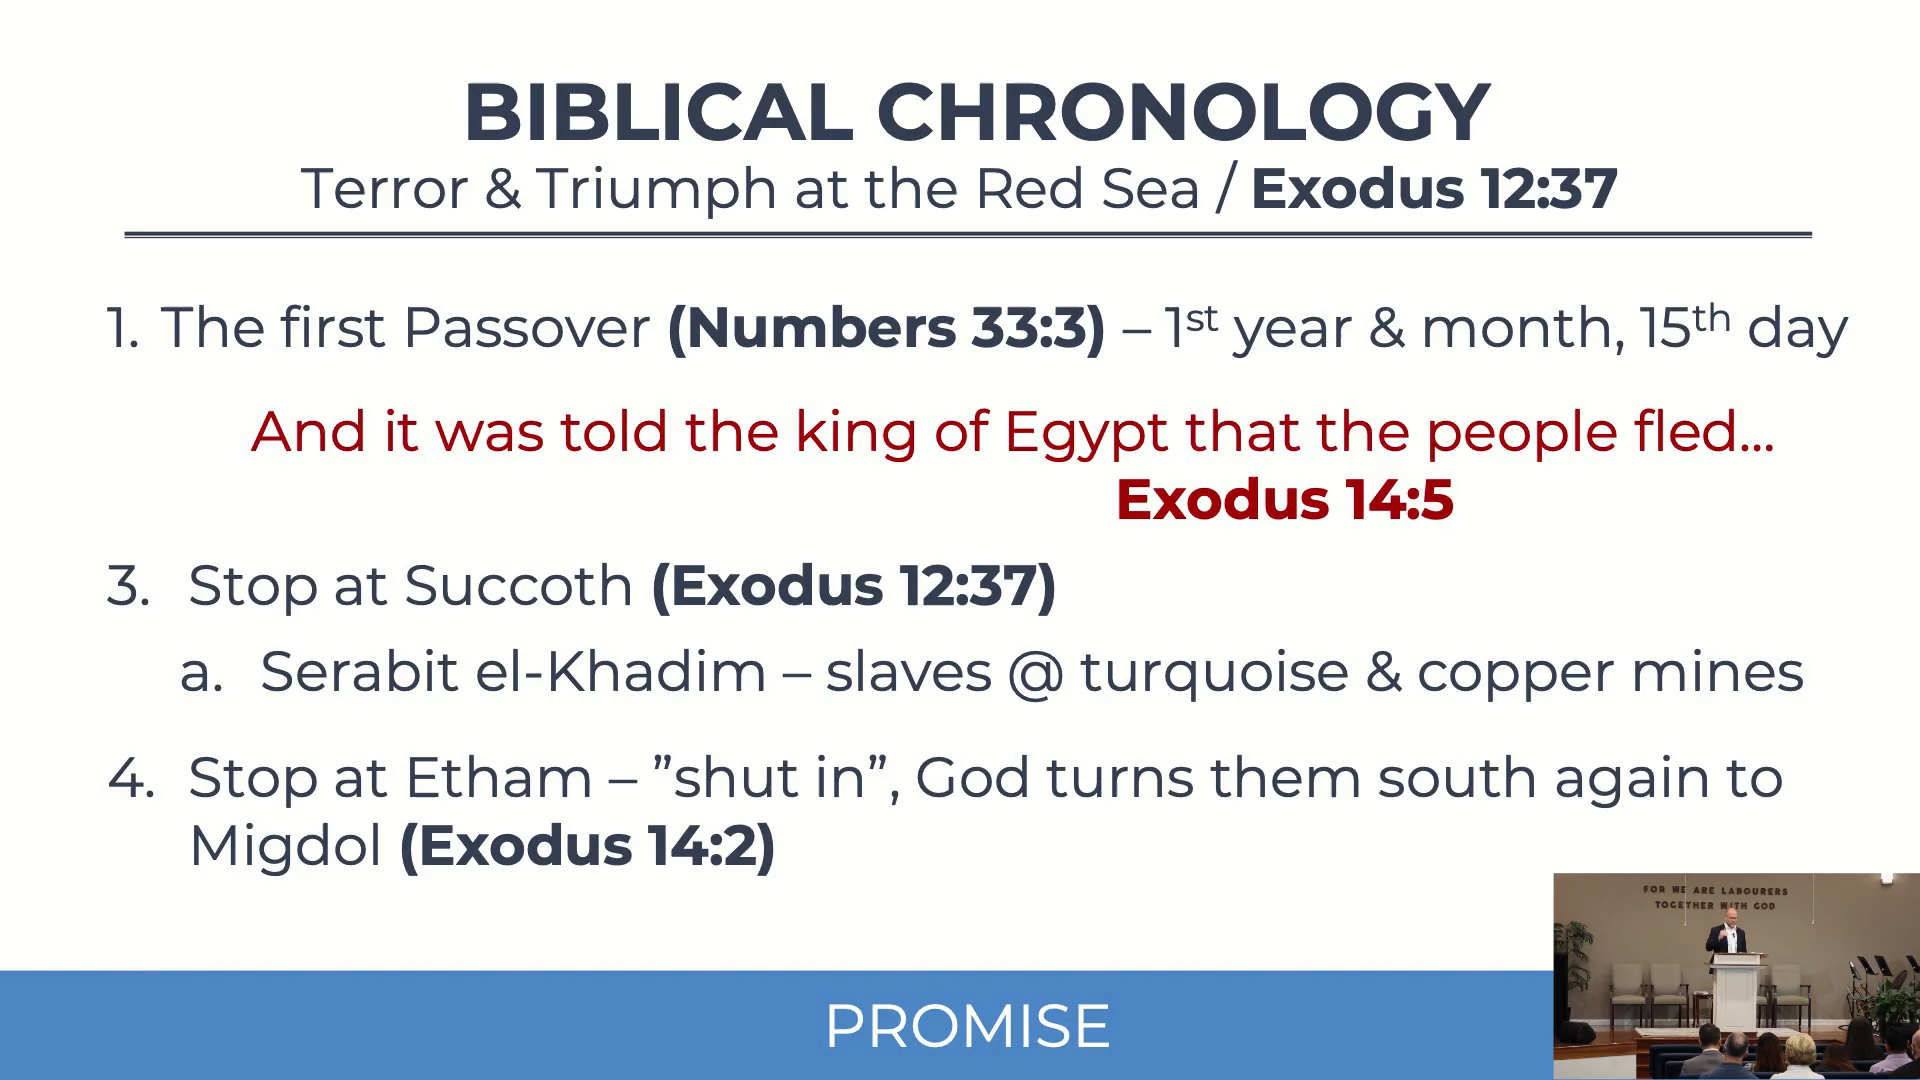 BIBLICAL CHRONOLOGY
Terror & Triumph at the Red Sea / Exodus 12:37
1. The first Passover (Numbers 33:3) – 1st year & month, 15th day
And it was told the king of Egypt that the people fled...
Exodus 14:5
3. Stop at Succoth (Exodus 12:37)
a. Serabit el-Khadim – slaves @ turquoise & copper mines
4. Stop at Etham – ”shut in”, God turns them south again to
Migdol (Exodus 14:2)
PROMISE
FOR WE ARE LABOURERS
TOGETHER WITH GOD